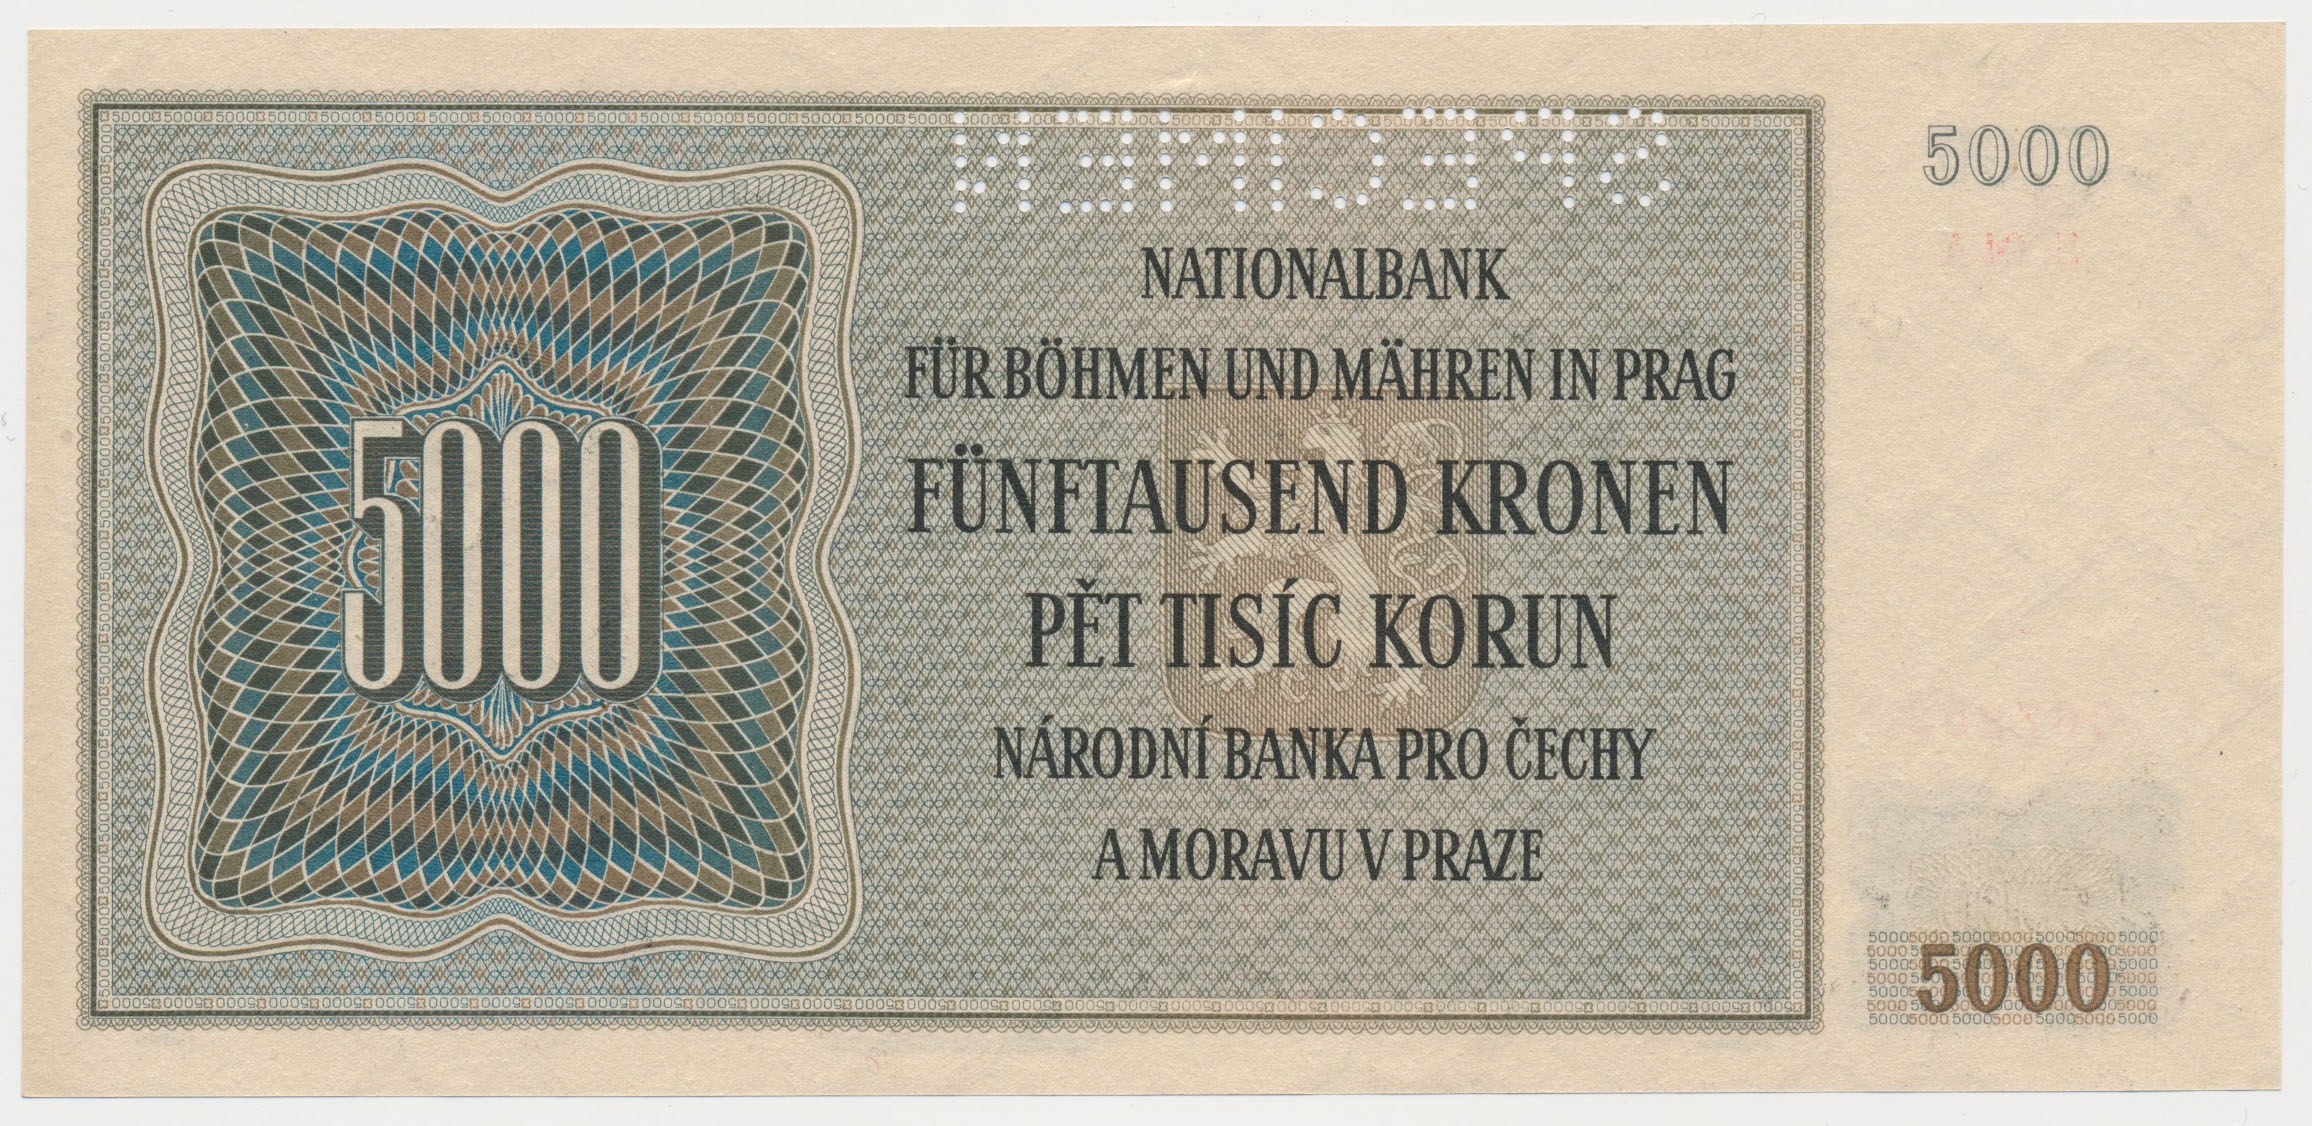 SPECIMEN
5000
NATIONALBANK
FÜR BÖHMEN UND MÄHREN IN PRAG
FÜNFTAUSEND KRONEN
5000
PĚT TISÍC KORUN
NÁRODNÍ BANKA PRO ČECHY
A MORAVU V PRAZE
5000